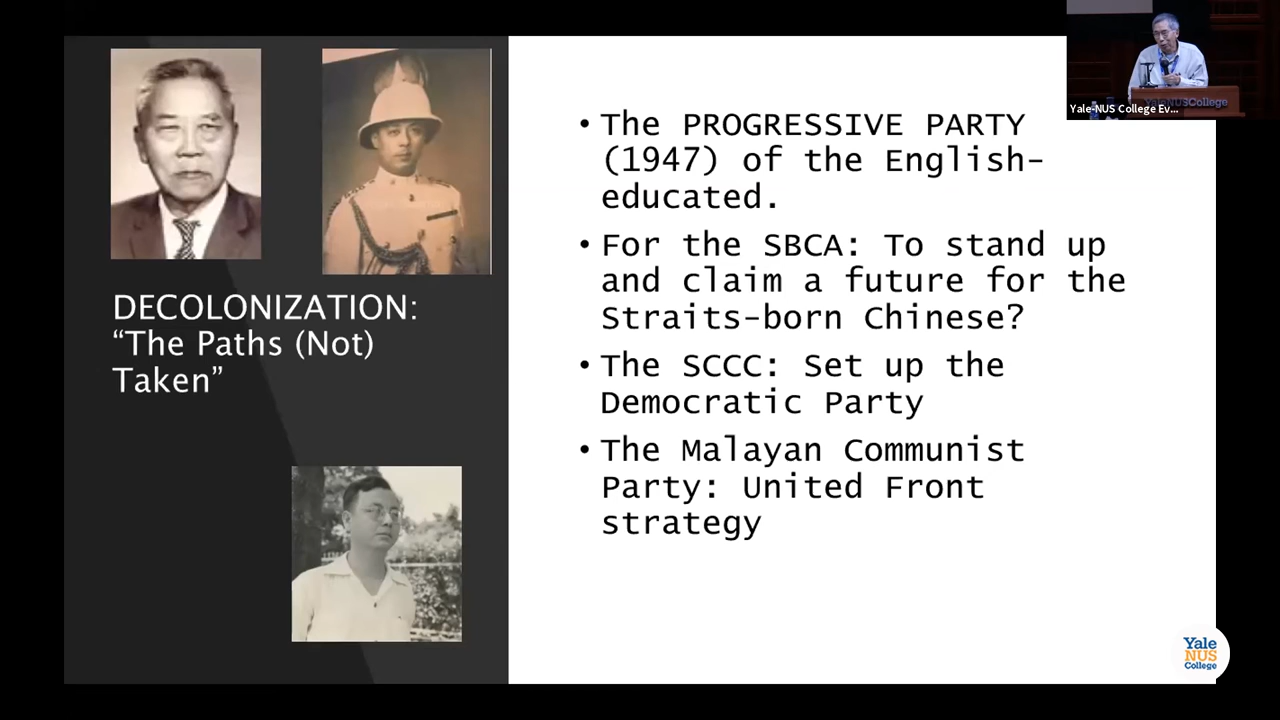 DECOLONIZATION:
“The Paths (Not)
Taken”
• The PROGRESSIVE PARTY
(1947) of the English-
educated.
• For the SBCA: To stand up
and claim a future for the
Straits-born Chinese?
• The SCCC: Set up the
Democratic Party
• The Malayan Communist
Party: United Front
strategy
YaleNUSCollege
Yale-NUS College Ev...
Yale
NUS
College